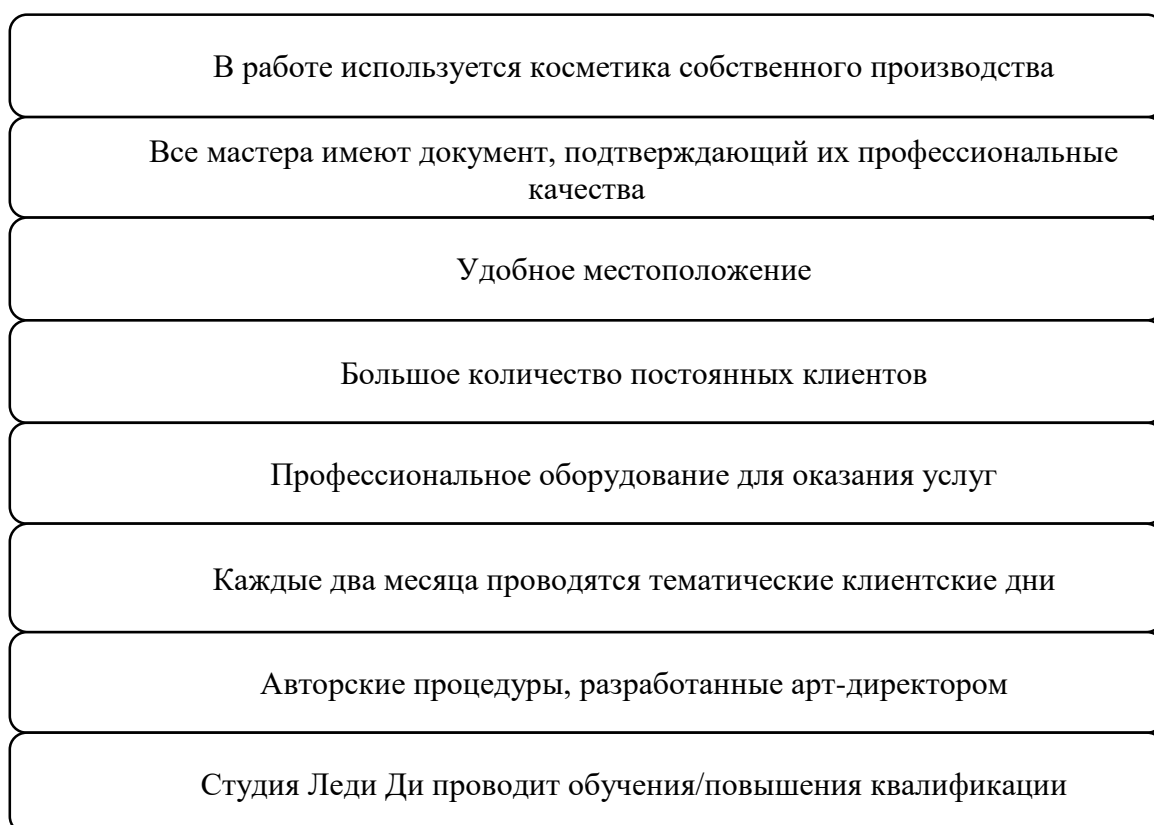 В работе используется косметика собственного производства
Все мастера имеют документ, подтверждающий их профессиональные
качества
Удобное местоположение
Большое количество постоянных клиентов
Профессиональное оборудование для оказания услуг
Каждые два месяца проводятся тематические клиентские дни
Авторские процедуры, разработанные арт-директором
Студия Леди Ди проводит обучения/повышения квалификации